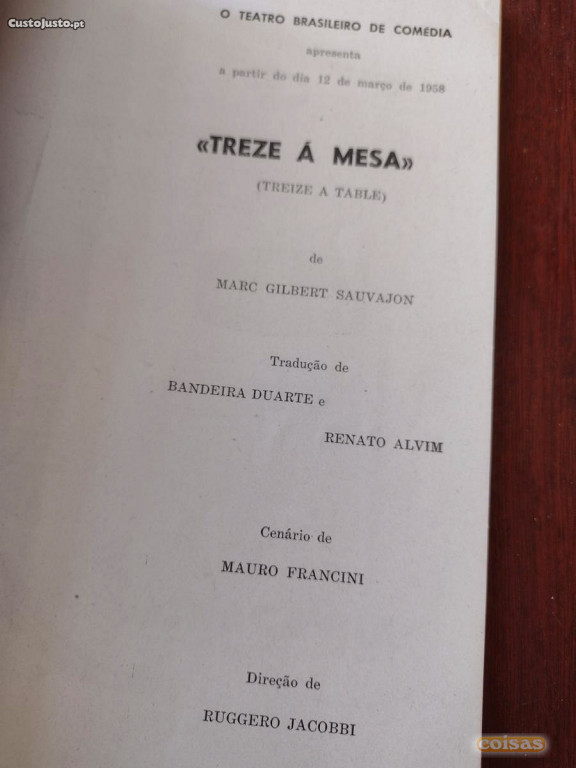 CustoJusto.pt
O TEATRO BRASILEIRO DE COMÉDIA
apresenta
a partir do dia 12 de março de 1958
«TREZE Á MESA»
(TREIZE A TABLE)
de
MARC GILBERT SAUVAJON
Tradução de
BANDEIRA DUARTE e
RENATO ALVIM
Cenário de
MAURO FRANCINI
Direção de
RUGGERO JACOBBI
coisas